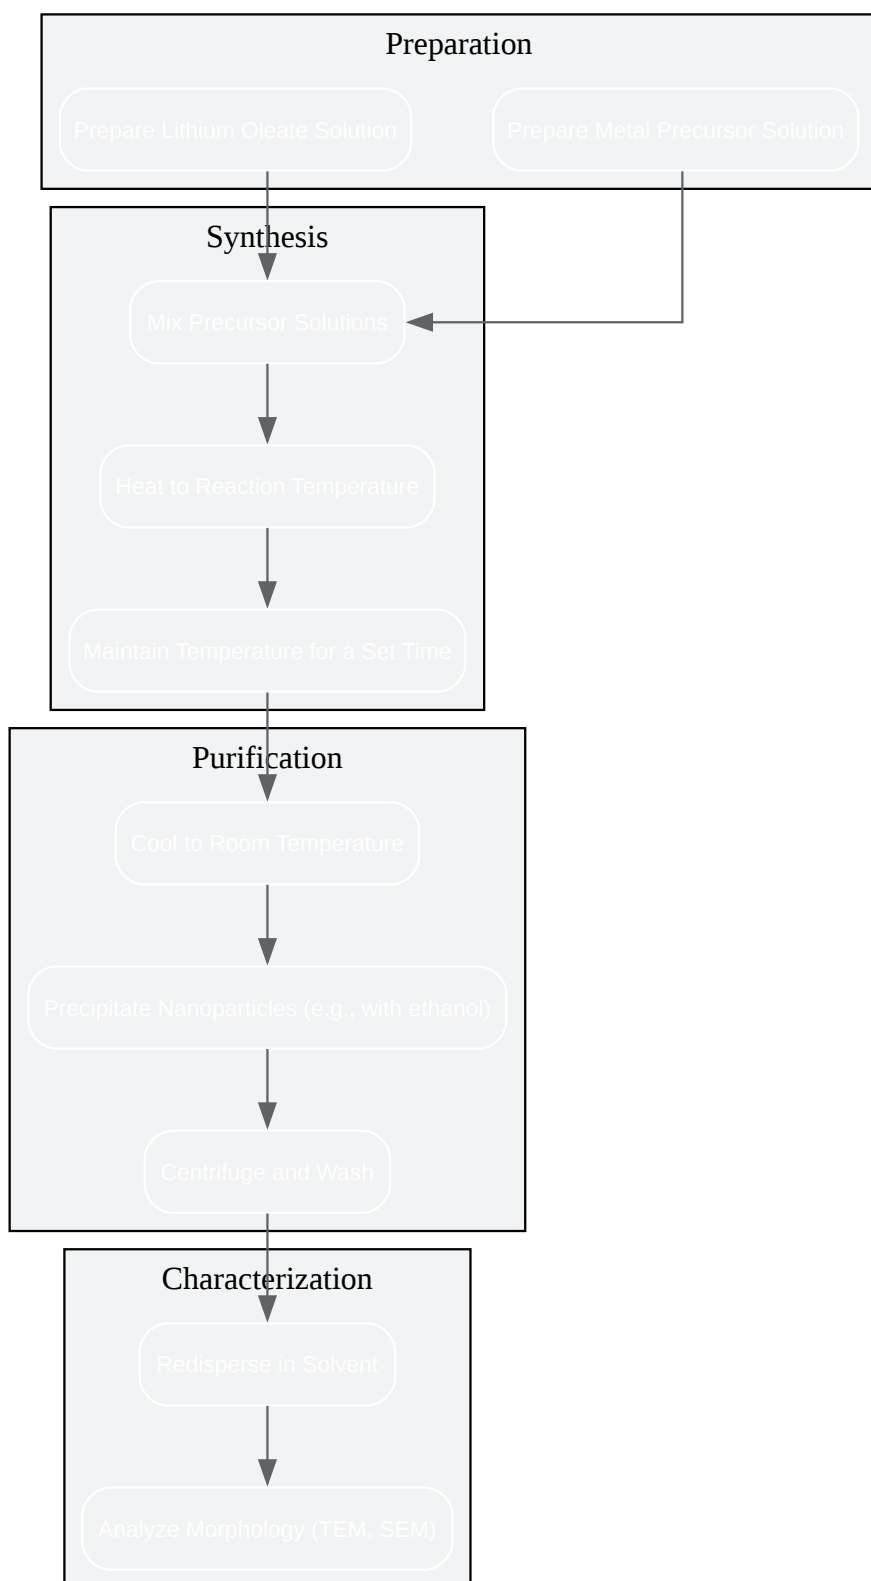 Preparation
Prepare Lithium Oleate Solution
Prepare Metal Precursor Solution
Synthesis
Mix Precursor Solutions
Heat to Reaction Temperature
Maintain Temperature for a Set Time
Purification
Cool to Room Temperature
Precipitate Nanoparticles (e.g., with ethanol)
Centrifuge and Wash
Characterization
Redisperse in Solvent
Analyze Morphology (TEM, SEM)